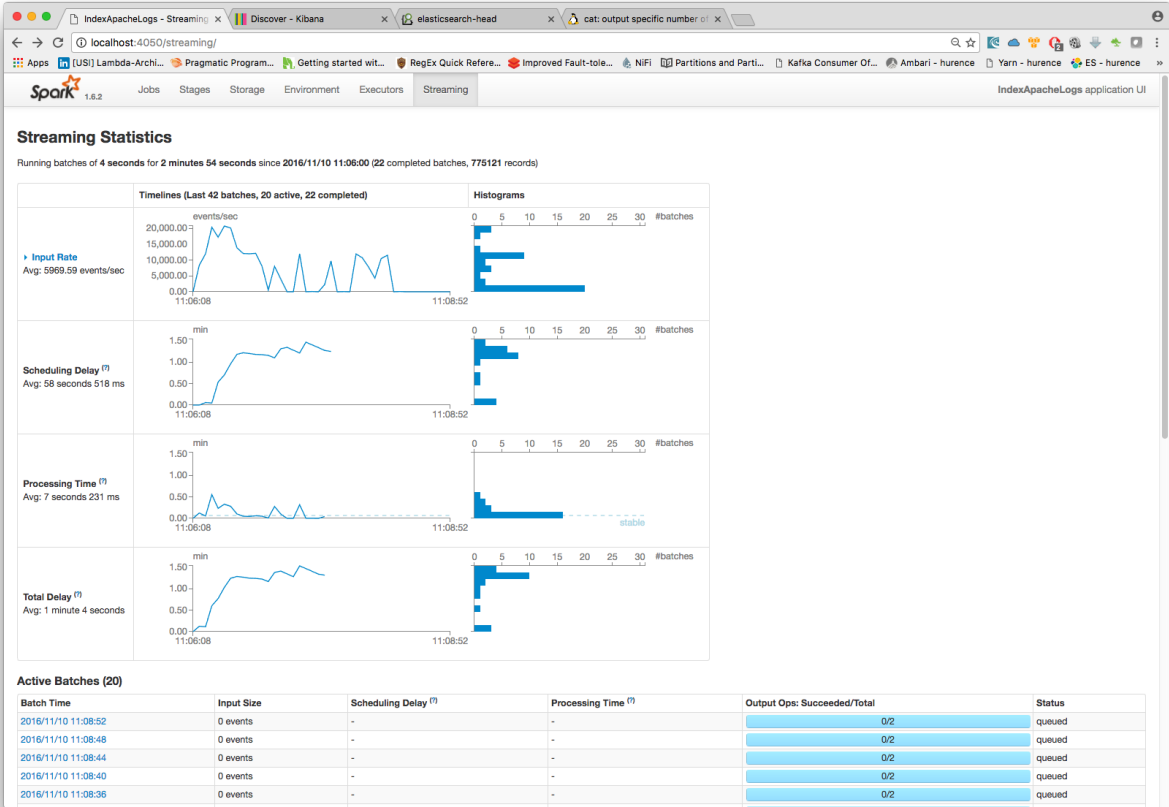 IndexApacheLogs - Streaming
Discover - Kibana
elasticsearch-head
cat: output specific number of
localhost:4050/streaming/
Apps
[USI] Lambda-Archi...
Pragmatic Program...
Getting started wit...
RegEx Quick Refere...
Improved Fault-tole...
NiFi
Partitions and Parti...
Kafka Consumer Of...
Ambari - hurence
Yarn - hurence
ES - hurence
»
Spark 1.6.2
Jobs
Stages
Storage
Environment
Executors
Streaming
IndexApacheLogs application UI
Streaming Statistics
Running batches of 4 seconds for 2 minutes 54 seconds since 2016/11/10 11:06:00 (22 completed batches, 775121 records)
Timelines (Last 42 batches, 20 active, 22 completed)
Histograms
Input Rate
Avg: 5969.59 events/sec
events/sec
20,000.00
15,000.00
10,000.00
5,000.00
0.00
11:06:08
11:08:52
0 5 10 15 20 25 30 #batches
Scheduling Delay (?)
Avg: 58 seconds 518 ms
min
1.50
1.00
0.50
0.00
11:06:08
11:08:52
0 5 10 15 20 25 30 #batches
Processing Time (?)
Avg: 7 seconds 231 ms
min
1.50
1.00
0.50
0.00
11:06:08
11:08:52
0 5 10 15 20 25 30 #batches
stable
Total Delay (?)
Avg: 1 minute 4 seconds
min
1.50
1.00
0.50
0.00
11:06:08
11:08:52
0 5 10 15 20 25 30 #batches
Active Batches (20)
Batch Time Input Size Scheduling Delay (?) Processing Time (?) Output Ops: Succeeded/Total Status
2016/11/10 11:08:52 0 events - - 0/2 queued
2016/11/10 11:08:48 0 events - - 0/2 queued
2016/11/10 11:08:44 0 events - - 0/2 queued
2016/11/10 11:08:40 0 events - - 0/2 queued
2016/11/10 11:08:36 0 events - - 0/2 queued